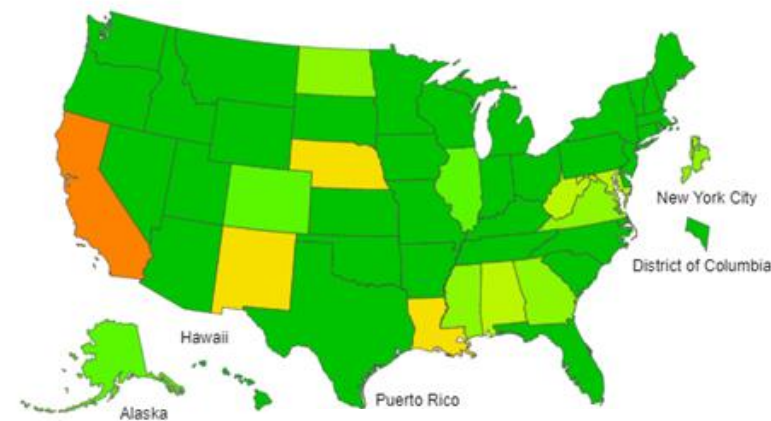 New York City
District of Columbia
Hawaii
Puerto Rico
Alaska